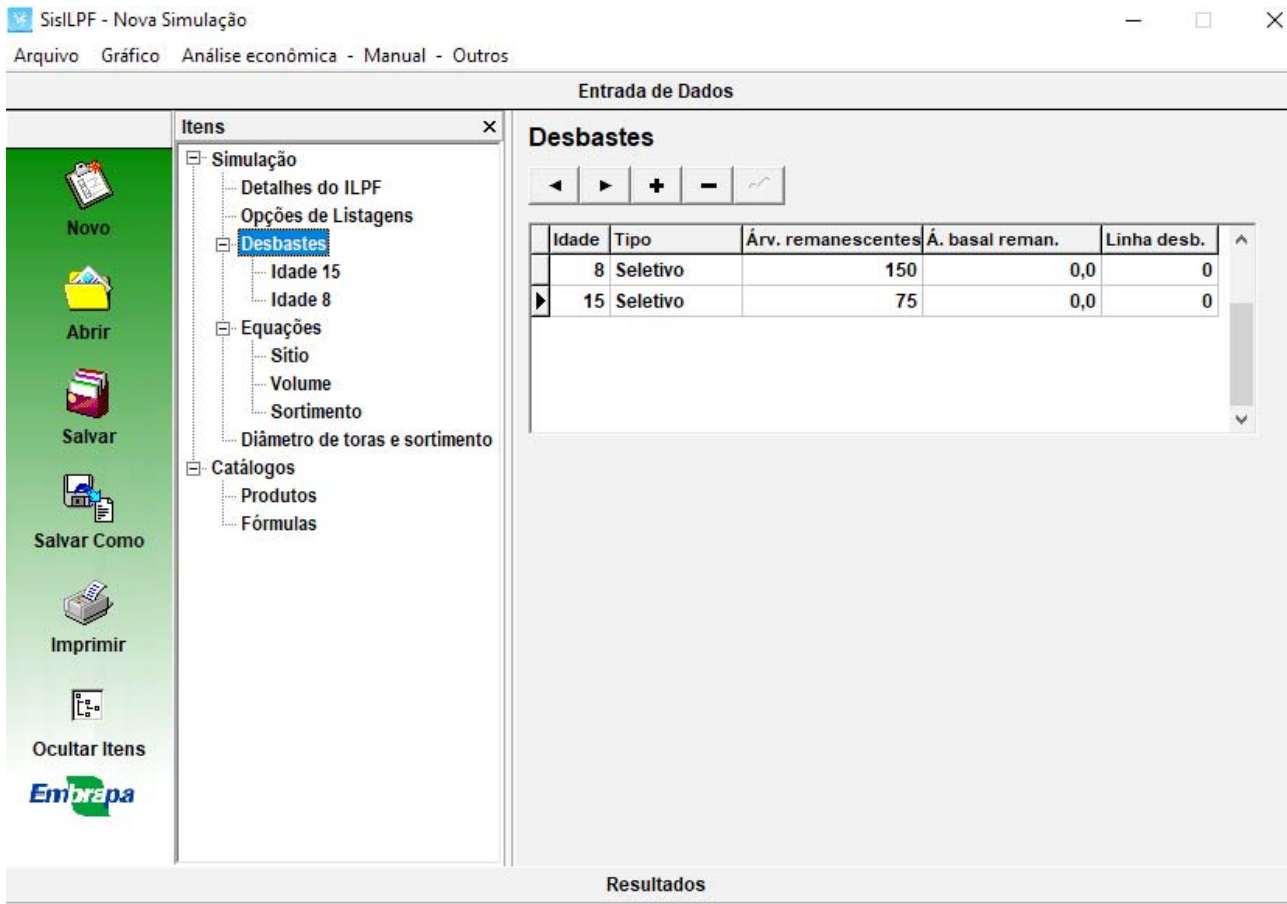 SisILPF - Nova Simulação
Arquivo Gráfico Análise econômica - Manual - Outros
Entrada de Dados
Novo
Abrir
Salvar
Salvar Como
Imprimir
Ocultar Itens
Embrapa
Itens
Simulação
Detalhes do ILPF
Opções de Listagens
Desbastes
Idade 15
Idade 8
Equações
Sítio
Volume
Sortimento
Diâmetro de toras e sortimento
Catálogos
Produtos
Fórmulas
Desbastes
Idade Tipo Árv. remanescentes Á. basal reman. Linha desb.
8 Seletivo 150 0,0 0
15 Seletivo 75 0,0 0
Resultados